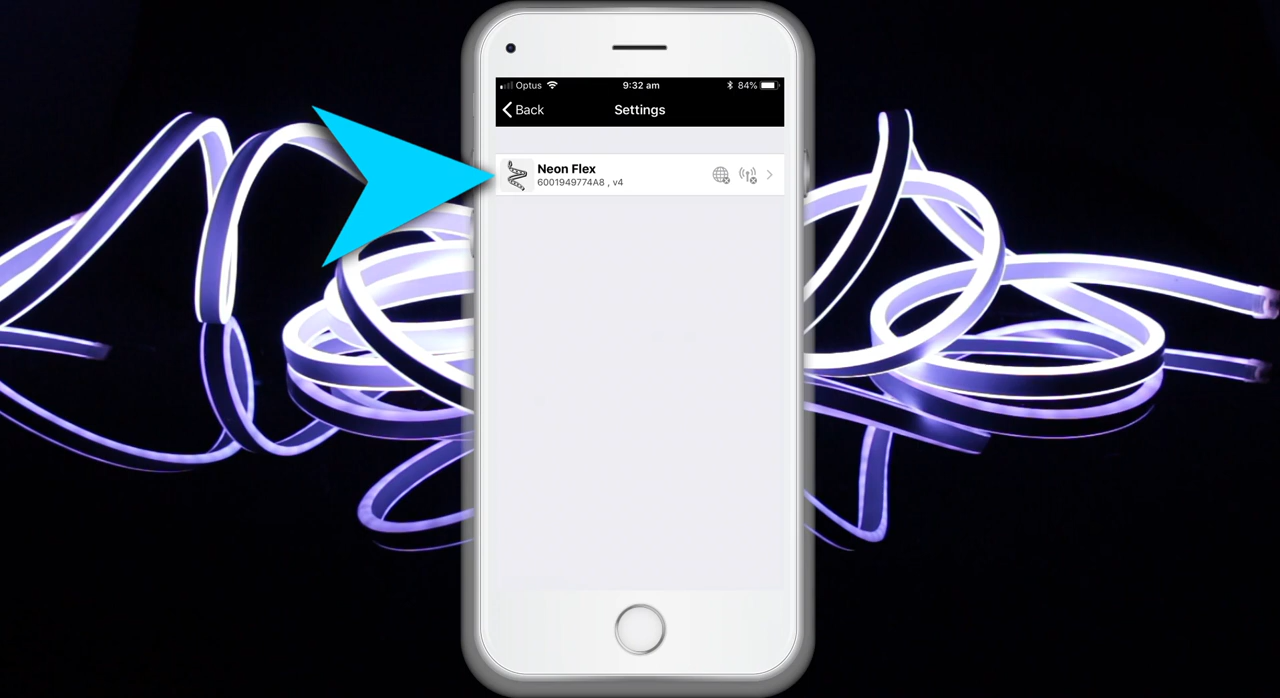 Optus 9:32 am 84%
Back Settings
Neon Flex
6001949774A8 , v4